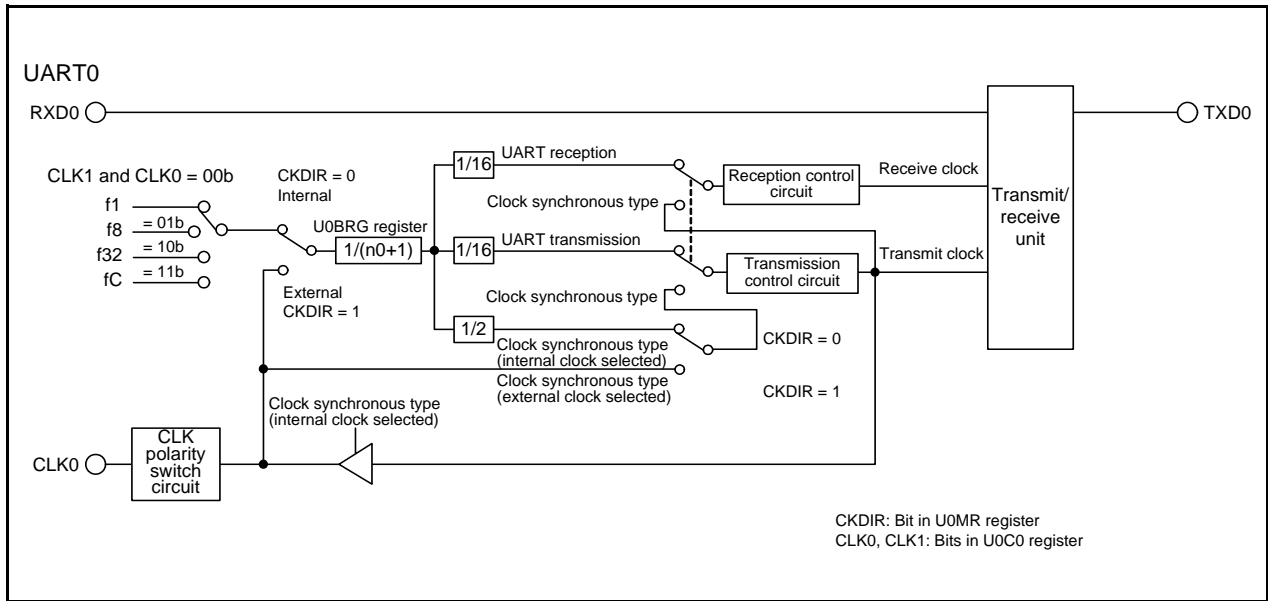 UART0
RXD0
TXD0
CLK1 and CLK0 = 00b
f1
f8
= 01b
f32
= 10b
fC
= 11b
CKDIR = 0
Internal
External
CKDIR = 1
U0BRG register
1/(n0+1)
1/16
UART reception
Clock synchronous type
1/16
UART transmission
Clock synchronous type
1/2
Clock synchronous type
(internal clock selected)
Clock synchronous type
(external clock selected)
CKDIR = 0
CKDIR = 1
Reception control
circuit
Receive clock
Transmission
control circuit
Transmit clock
Transmit/
receive
unit
Clock synchronous type
(internal clock selected)
CLK0
CLK
polarity
switch
circuit
CKDIR: Bit in U0MR register
CLK0, CLK1: Bits in U0C0 register